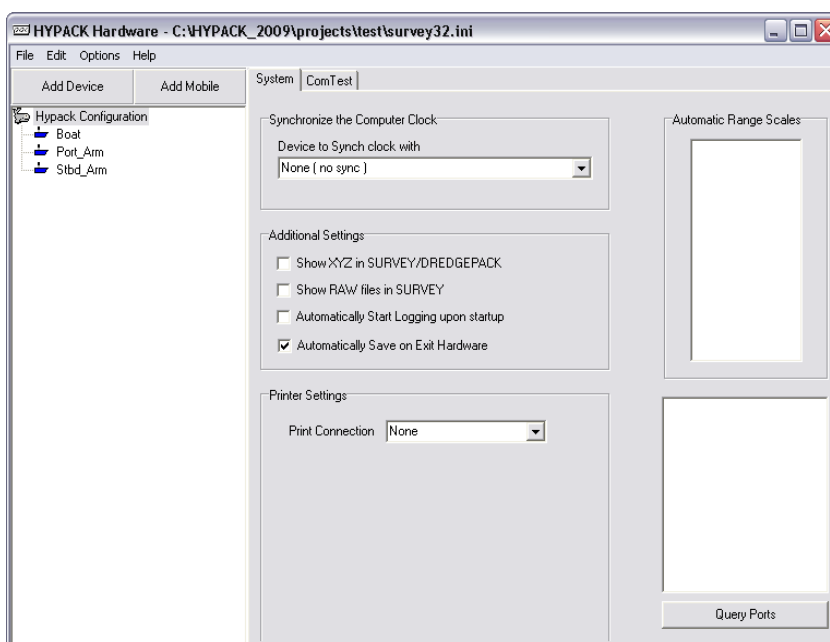 HYPACK Hardware - C:\HYPACK_2009\projects\test\survey32.ini
File Edit Options Help
Add Device Add Mobile
System ComTest
Hypack Configuration
Boat
Port_Arm
Stbd_Arm
Synchronize the Computer Clock
Device to Synch clock with
None ( no sync )
Additional Settings
Show XYZ in SURVEY/DREDGEPACK
Show RAW files in SURVEY
Automatically Start Logging upon startup
Automatically Save on Exit Hardware
Printer Settings
Print Connection None
Automatic Range Scales
Query Ports